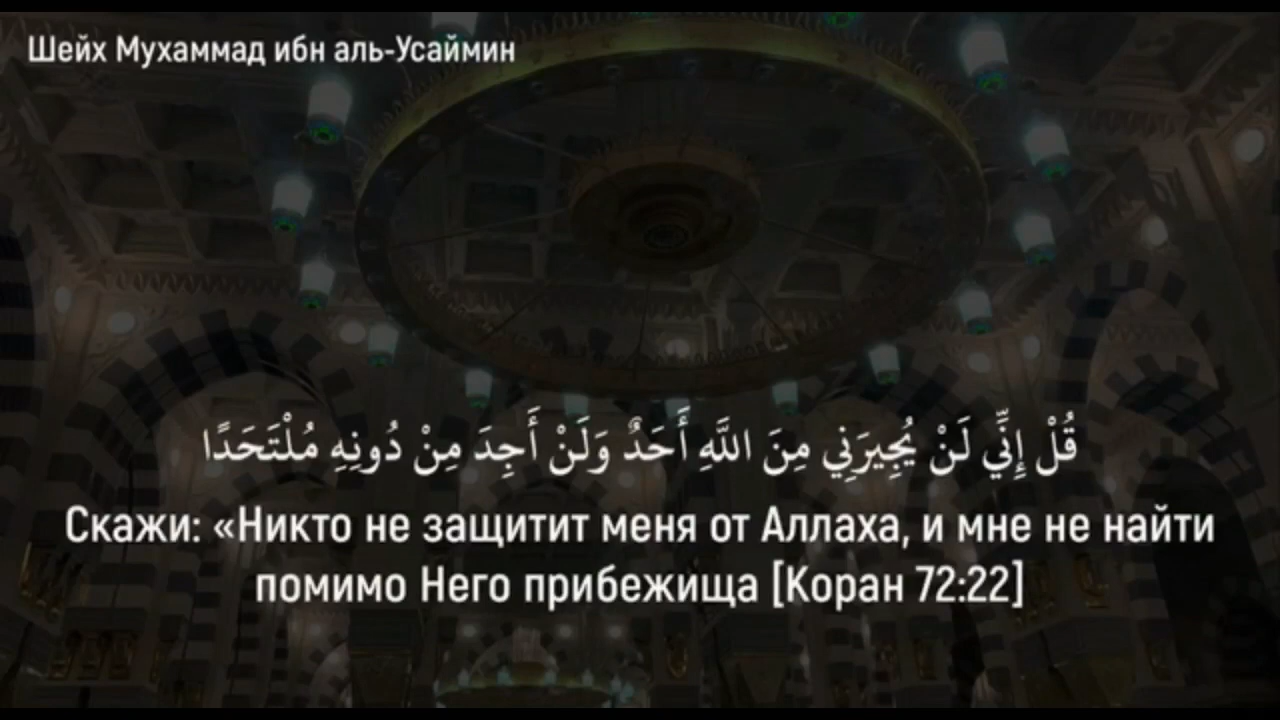 Шейх Мухаммад ибн аль-Усаймин
قُلْ إِنِّي لَنْ يُجِيرَنِي مِنَ اللَّهِ أَحَدٌ وَلَنْ أَجِدَ مِنْ دُونِهِ مُلْتَحَدًا
Скажи: «Никто не защитит меня от Аллаха, и мне не найти
помимо Него прибежища [Коран 72:22]